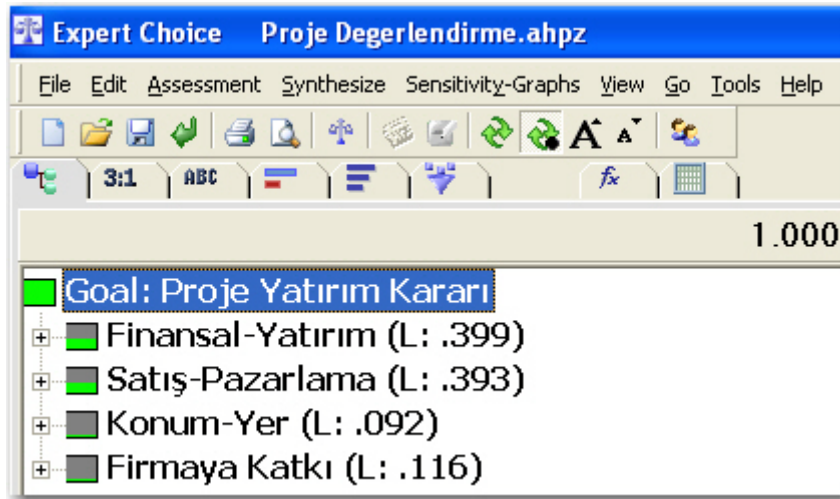 Expert Choice Proje Degerlendirme.ahpz
File Edit Assessment Synthesize Sensitivity-Graphs View Go Tools Help
A A
3:1 ABC fx
1.000
Goal: Proje Yatırım Kararı
Finansal-Yatırım (L: .399)
Satış-Pazarlama (L: .393)
Konum-Yer (L: .092)
Firmaya Katkı (L: .116)